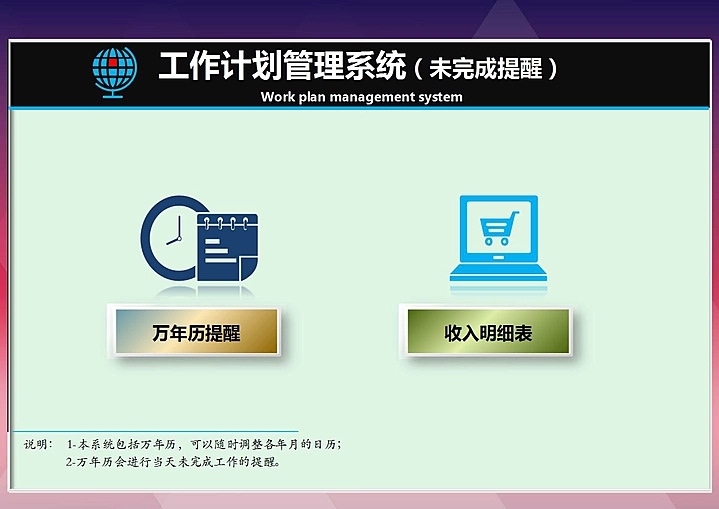 工作计划管理系统（未完成提醒）
Work plan management system
万年历提醒
收入明细表
说明： 1-本系统包括万年历，可以随时调整各年月的日历；
2-万年历会进行当天未完成工作的提醒。